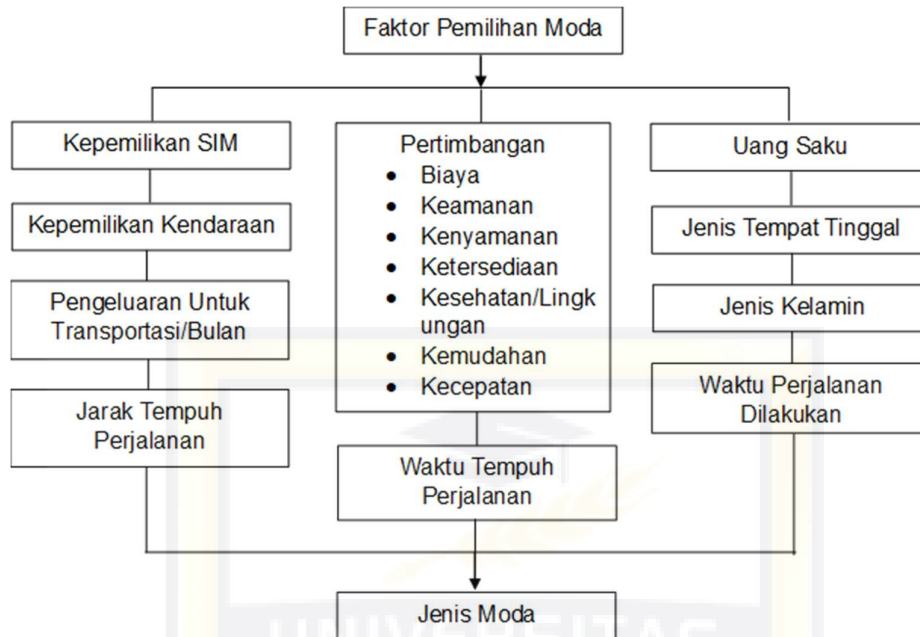 Faktor Pemilihan Moda
Kepemilikan SIM
Kepemilikan Kendaraan
Pengeluaran Untuk
Transportasi/Bulan
Jarak Tempuh
Perjalanan
Pertimbangan
• Biaya
• Keamanan
• Kenyamanan
• Ketersediaan
• Kesehatan/Lingk
ungan
• Kemudahan
• Kecepatan
Waktu Tempuh
Perjalanan
Uang Saku
Jenis Tempat Tinggal
Jenis Kelamin
Waktu Perjalanan
Dilakukan
Jenis Moda
UNIVERSITAS